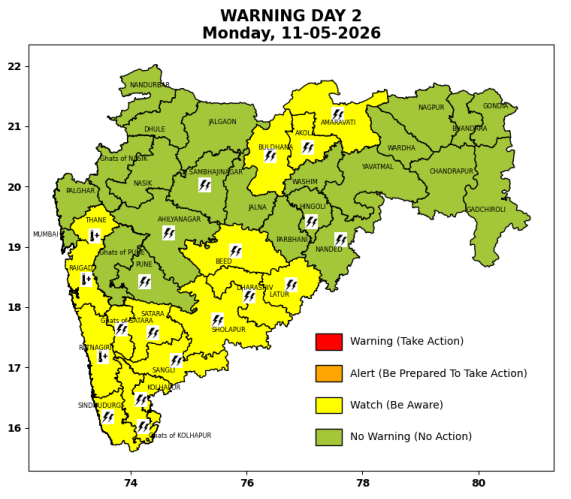 WARNING DAY 2
Monday, 11-05-2026
22
21
20
19
18
17
16
74
76
78
80
NANDURBAR
DHULE
JALGAON
BULDHANA
AKOLA
AMARAVATI
NAGPUR
GONDIA
BHANDARA
WARDHA
Ghats of NASIK
NASIK
S.SAMBHAJINAGAR
WASHIM
YAVATMAL
CHANDRAPUR
GADCHIROLI
PALGHAR
THANE
MUMBAI
AHILYANAGAR
JALNA
HINGOLI
PARBHANI
NANDED
RAIGAD
Ghats of PUNE
PUNE
BEED
DHARASHIV
LATUR
SATARA
Ghats of SATARA
SHOLAPUR
RATNAGIRI
SANGLI
KOLHAPUR
SINDHUDURG
Ghats of KOLHAPUR
Warning (Take Action)
Alert (Be Prepared To Take Action)
Watch (Be Aware)
No Warning (No Action)